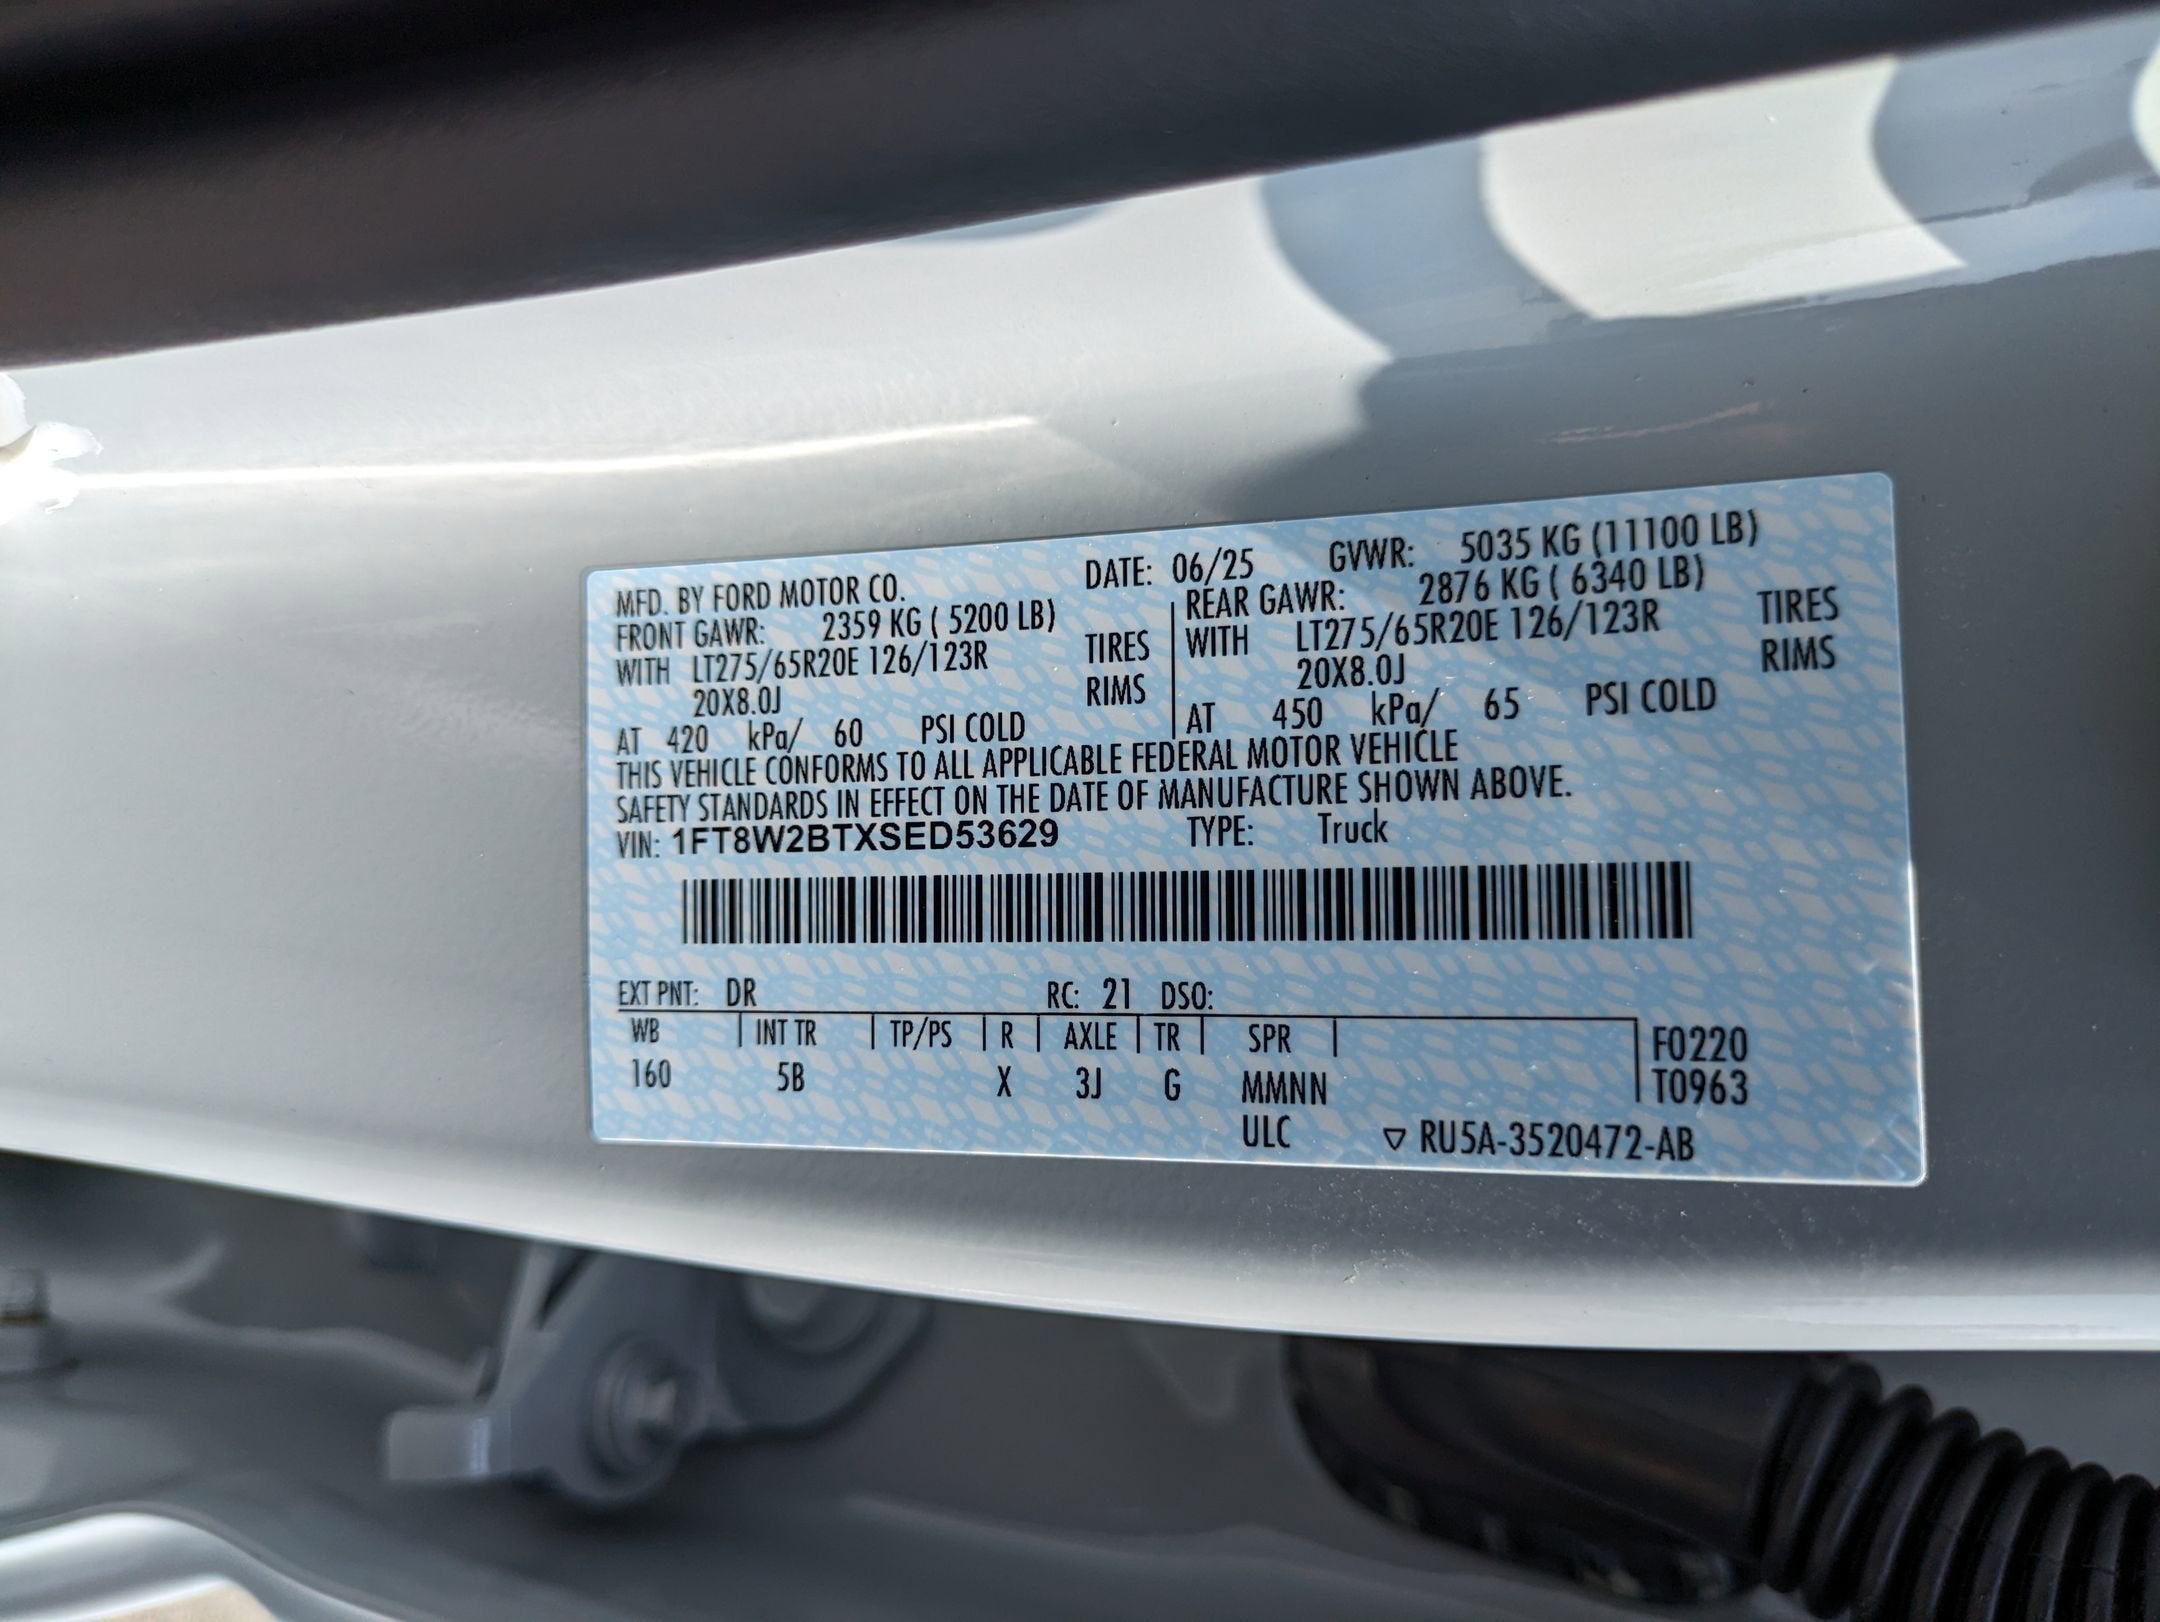 MFD. BY FORD MOTOR CO. DATE: 06/25 GVWR: 5035 KG (11100 LB)
FRONT GAWR: 2359 KG ( 5200 LB) REAR GAWR: 2876 KG ( 6340 LB)
WITH LT275/65R20E 126/123R TIRES WITH LT275/65R20E 126/123R TIRES
20X8.0J RIMS 20X8.0J RIMS
AT 420 kPa/ 60 PSI COLD AT 450 kPa/ 65 PSI COLD
THIS VEHICLE CONFORMS TO ALL APPLICABLE FEDERAL MOTOR VEHICLE
SAFETY STANDARDS IN EFFECT ON THE DATE OF MANUFACTURE SHOWN ABOVE.
VIN: 1FT8W2BTXSED53629 TYPE: Truck
EXT PNT: DR RC: 21 DSO:
WB INT TR TP/PS R AXLE TR SPR F0220
160 5B X 3J G MMNN T0963
ULC ▽ RU5A-3520472-AB